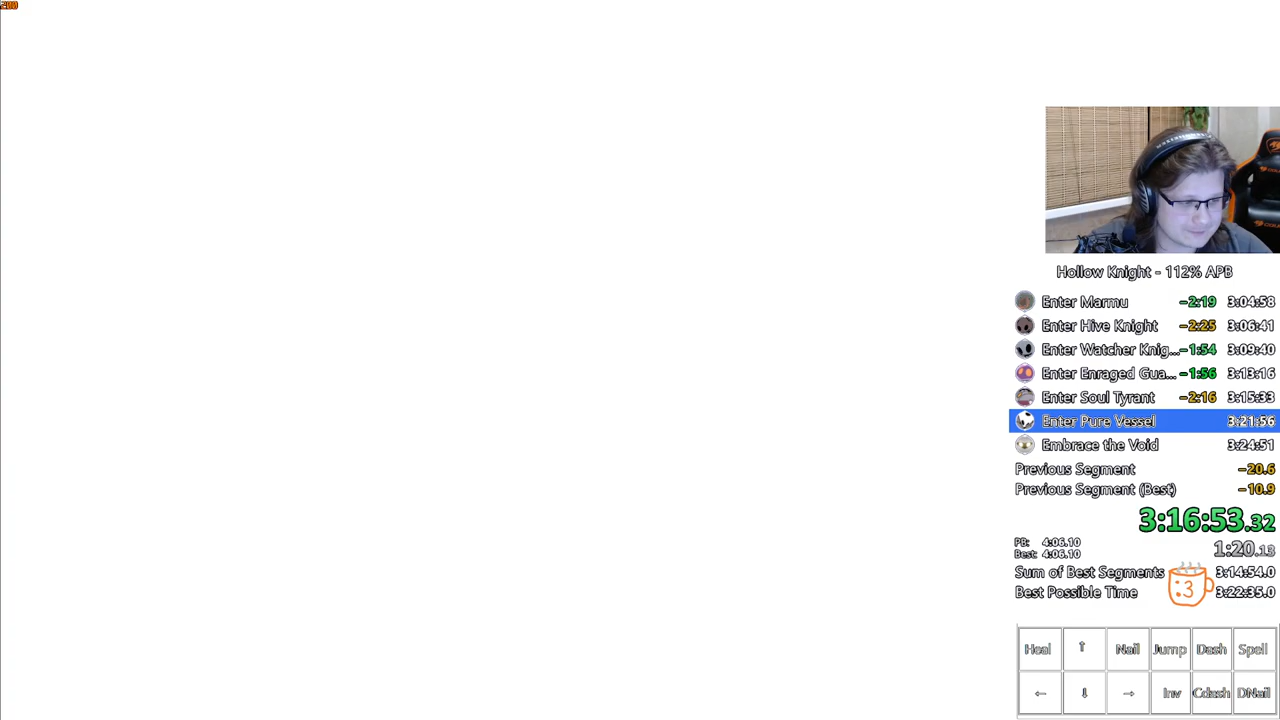 200
Hollow Knight - 112% APB
Enter Marmu -2:19 3:04:58
Enter Hive Knight -2:25 3:06:41
Enter Watcher Knig... -1:54 3:09:40
Enter Enraged Gua... -1:56 3:13:16
Enter Soul Tyrant -2:16 3:15:33
Enter Pure Vessel 3:21:56
Embrace the Void 3:24:51
Previous Segment -20.6
Previous Segment (Best) -10.9
3:16:53.32
PB: 4:06.10 1:20.13
Best: 4:06.10
Sum of Best Segments 3:14:54.0
Best Possible Time :3 3:22:35.0
Heal ↑ Nail Jump Dash Spell
← ↓ → Inv Cdash DNail